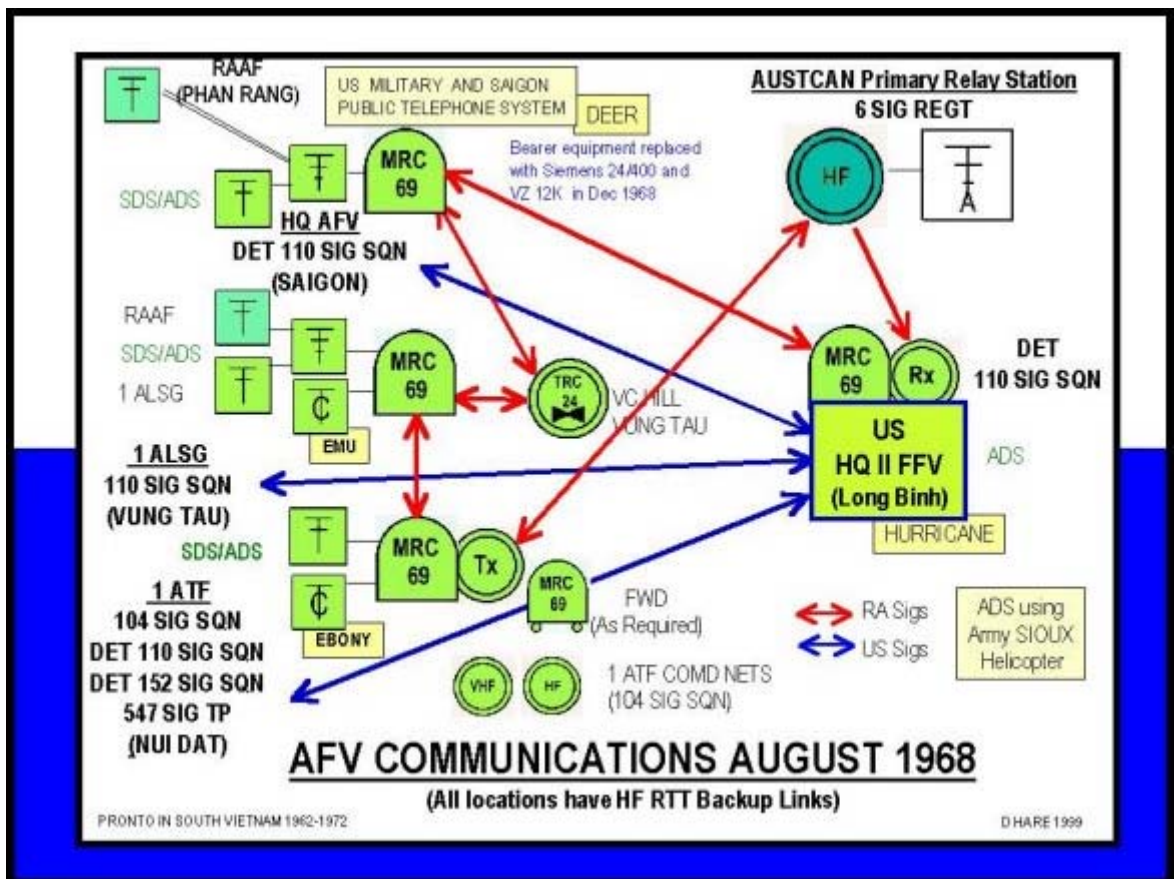 RAAF
(PHAN RANG)
US MILITARY AND SAIGON
PUBLIC TELEPHONE SYSTEM
DEER
AUSTCAN Primary Relay Station
6 SIG REGT
MRC
69
Bearer equipment replaced
with Siemens 24/400 and
VZ 12K in Dec 1968
HF
A
SDS/ADS
HQ AFV
DET 110 SIG SQN
(SAIGON)
RAAF
SDS/ADS
1 ALSG
MRC
69
EMU
TRC
24
VC HILL
VUNG TAU
MRC
69
Rx
DET
110 SIG SQN
US
HQ II FFV
(Long Binh)
ADS
HURRICANE
1 ALSG
110 SIG SQN
(VUNG TAU)
SDS/ADS
MRC
69
Tx
EBONY
1 ATF
104 SIG SQN
DET 110 SIG SQN
DET 152 SIG SQN
547 SIG TP
(NUI DAT)
MRC
69
FWD
(As Required)
RA Sigs
US Sigs
ADS using
Army SIOUX
Helicopter
VHF
HF
1 ATF COMD NETS
(104 SIG SQN)
AFV COMMUNICATIONS AUGUST 1968
(All locations have HF RTT Backup Links)
PRONTO IN SOUTH VIETNAM 1962-1972
D HARE 1999